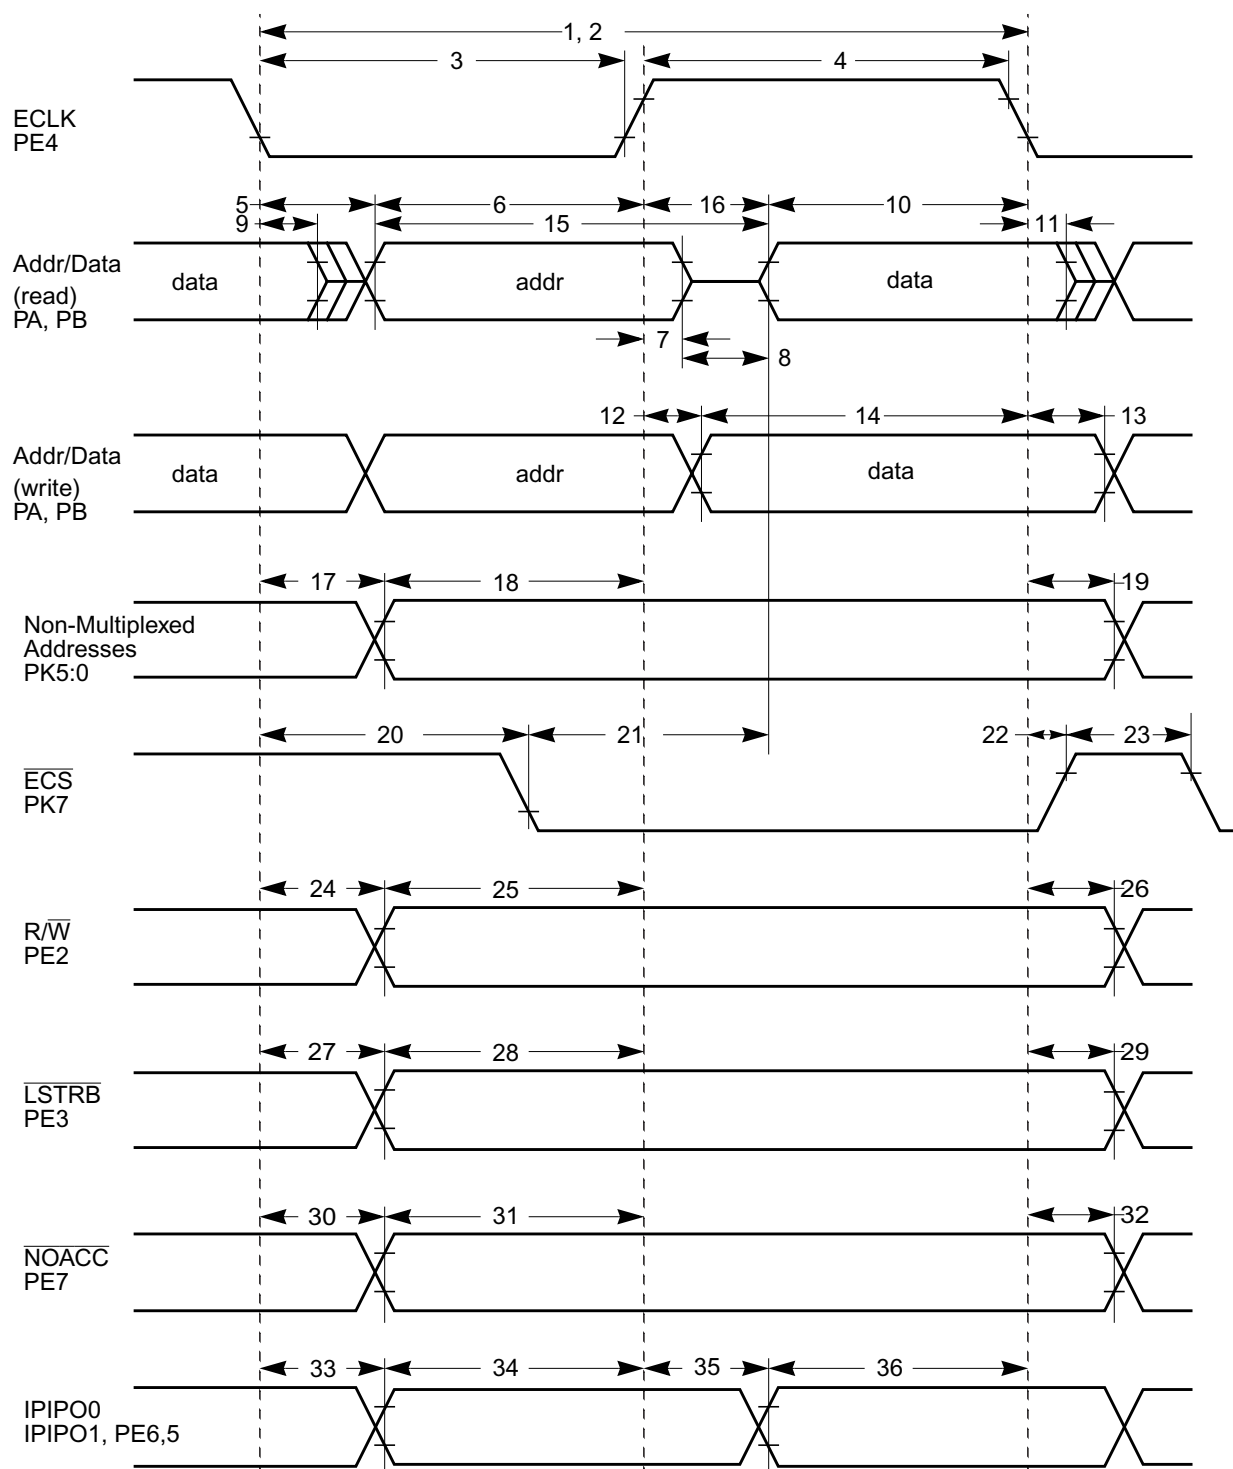 1, 2
3
4
ECLK
PE4
5
6
16
10
9
15
11
Addr/Data
(read)
PA, PB
data
addr
data
7
8
12
14
13
Addr/Data
(write)
PA, PB
data
addr
data
17
18
19
Non-Multiplexed
Addresses
PK5:0
20
21
22
23
ECS
PK7
24
25
26
R/W
PE2
27
28
29
LSTRB
PE3
30
31
32
NOACC
PE7
33
34
35
36
IPIPO0
IPIPO1, PE6,5